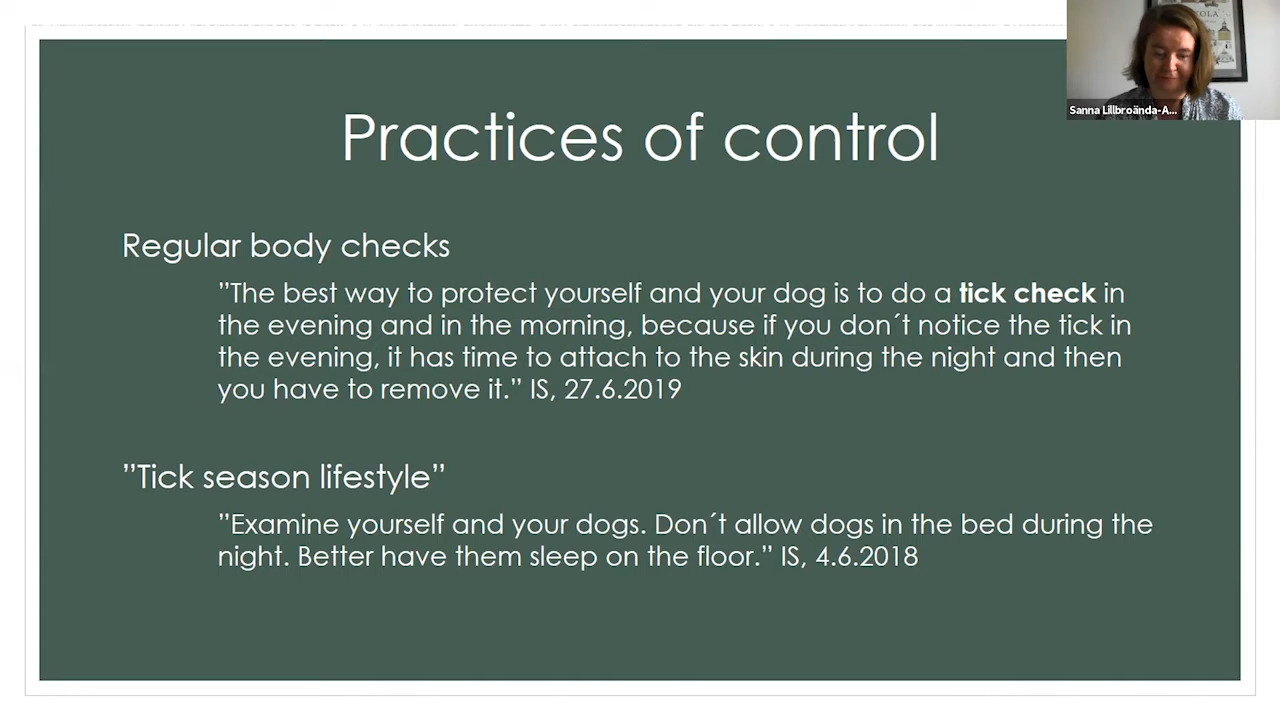 Practices of control
Sanna Lillbroända-A...
Regular body checks
”The best way to protect yourself and your dog is to do a tick check in
the evening and in the morning, because if you don´t notice the tick in
the evening, it has time to attach to the skin during the night and then
you have to remove it.” IS, 27.6.2019
”Tick season lifestyle”
”Examine yourself and your dogs. Don´t allow dogs in the bed during the
night. Better have them sleep on the floor.” IS, 4.6.2018